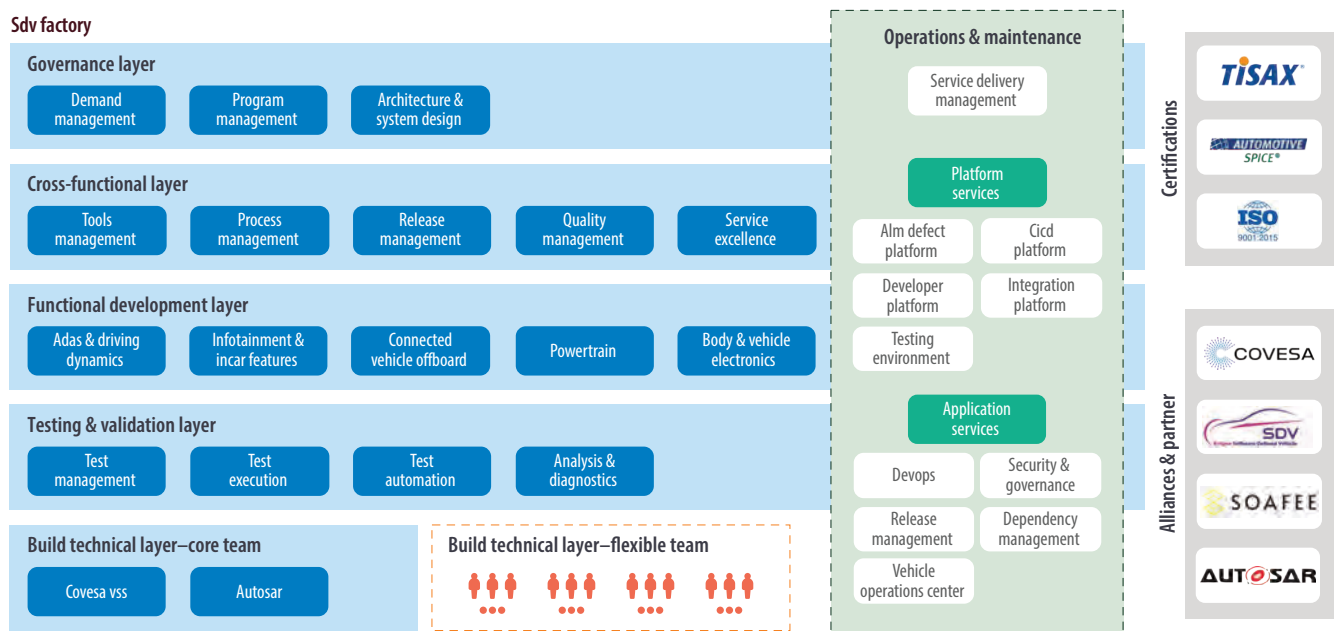 Sdv factory
Governance layer
Demand
management
Program
management
Architecture &
system design
Cross-functional layer
Tools
management
Process
management
Release
management
Quality
management
Service
excellence
Functional development layer
Adas & driving
dynamics
Infotainment &
incar features
Connected
vehicle offboard
Powertrain
Body & vehicle
electronics
Testing & validation layer
Test
management
Test
execution
Test
automation
Analysis &
diagnostics
Build technical layer–core team
Covesa vss
Autosar
Build technical layer–flexible team
Operations & maintenance
Service delivery
management
Platform
services
Alm defect
platform
Cicd
platform
Developer
platform
Integration
platform
Testing
environment
Application
services
Devops
Security &
governance
Release
management
Dependency
management
Vehicle
operations center
Certifications
TiSAX®
AUTOMOTIVE
SPICE®
ISO
9001:2015
Alliances & partner
COVESA
SDV
Eclipse Software Defined Vehicle
SOAFEE
AUTOSAR